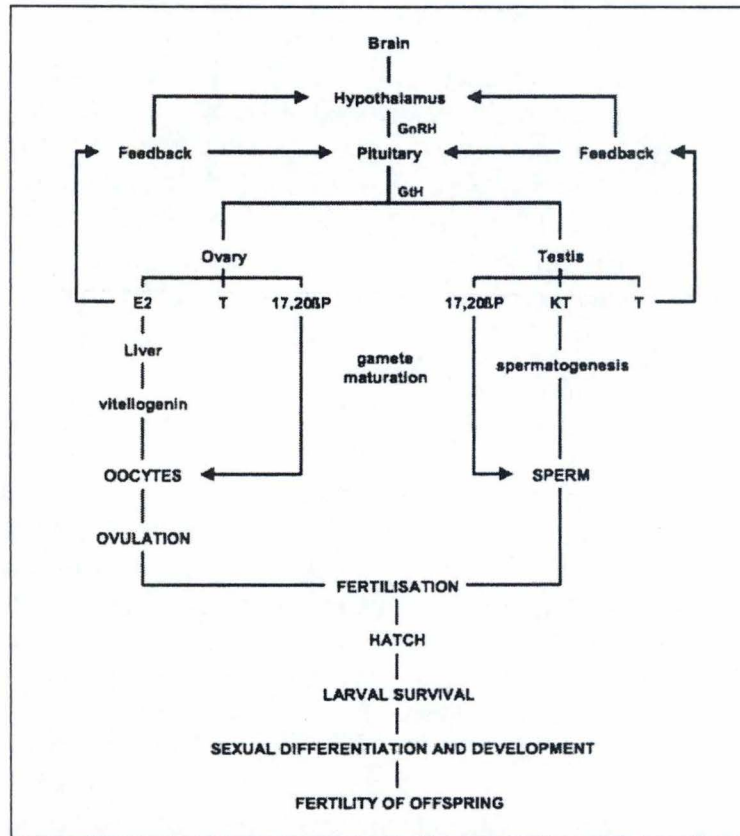 Brain
Hypothalamus
GnRH
Feedback Pituitary Feedback
GtH
Ovary Testis
E2 T 17,20ßP 17,20ßP KT T
Liver
gamete
maturation
spermatogenesis
vitellogenin
OOCYTES SPERM
OVULATION
FERTILISATION
HATCH
LARVAL SURVIVAL
SEXUAL DIFFERENTIATION AND DEVELOPMENT
FERTILITY OF OFFSPRING